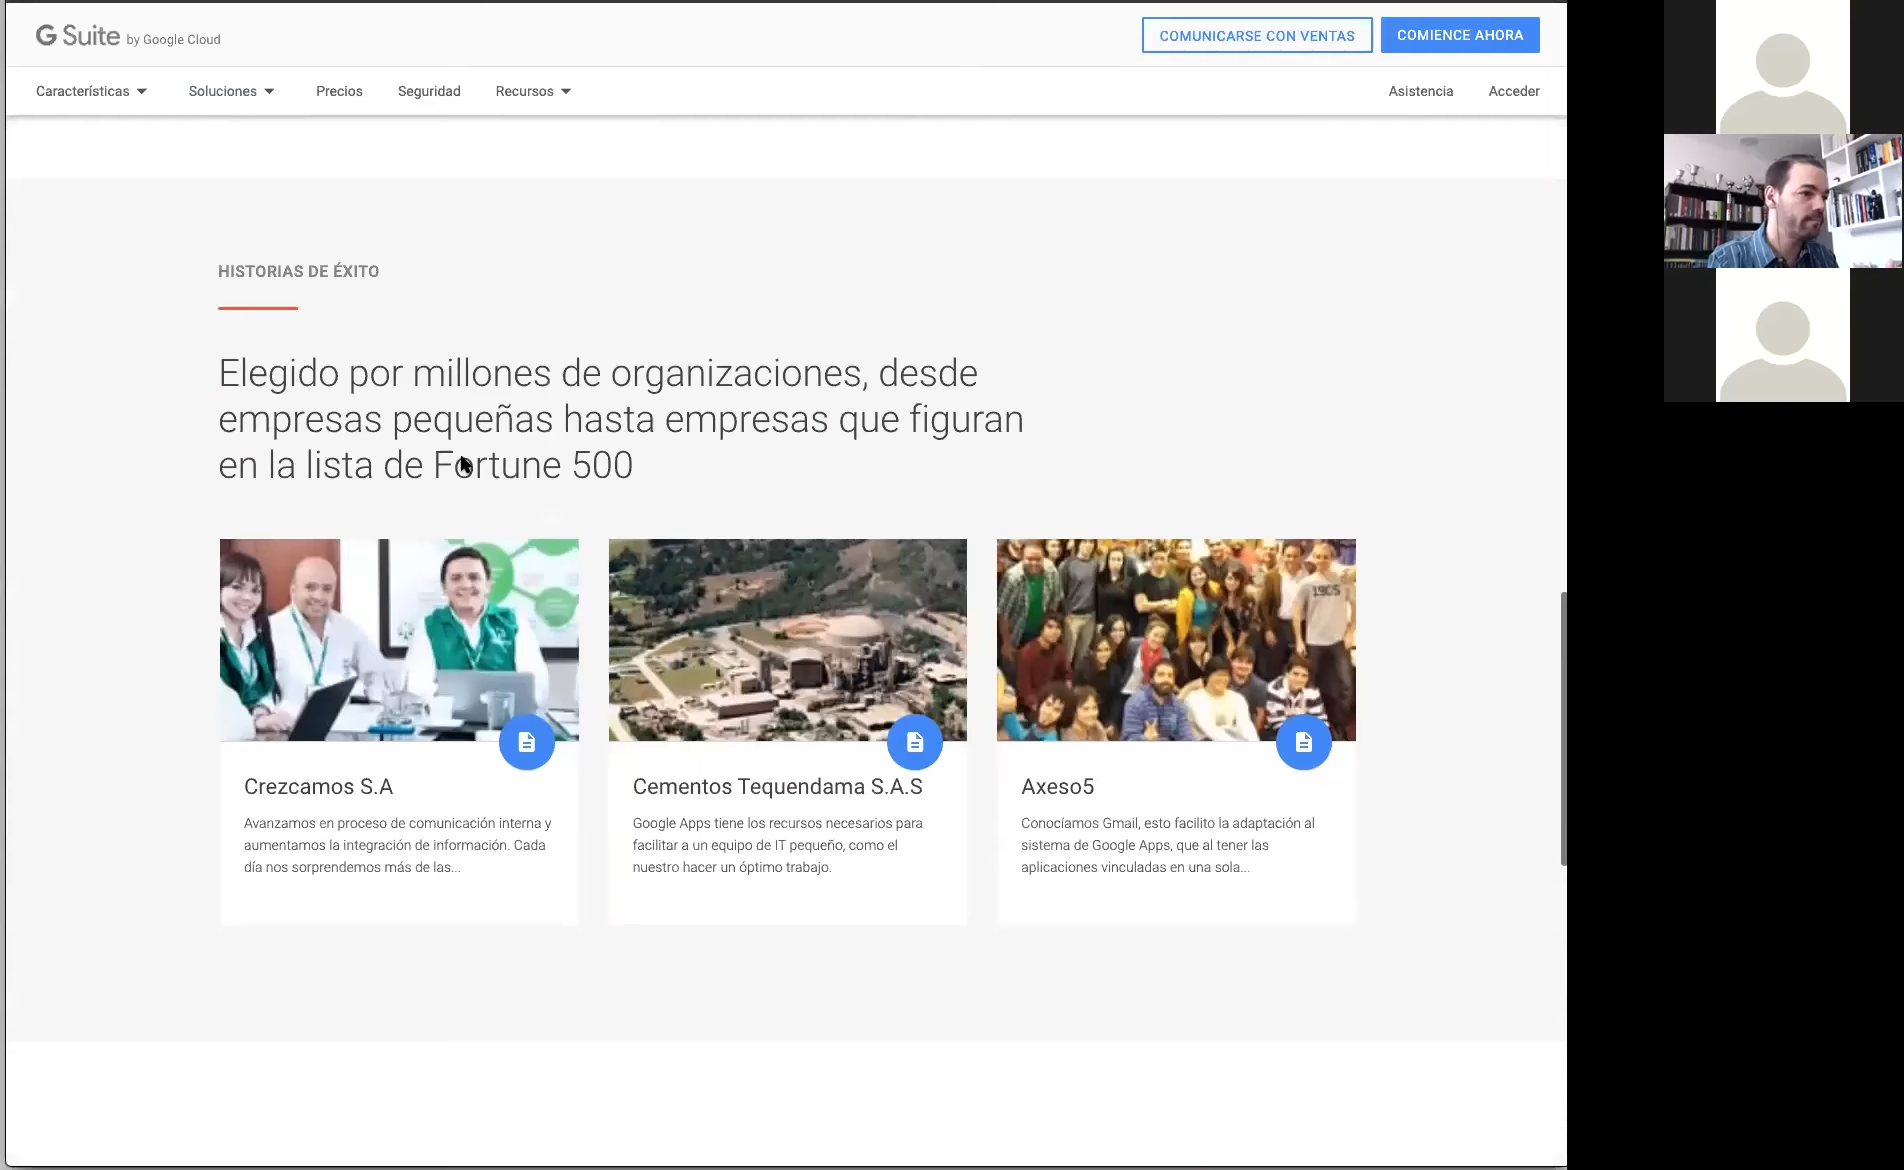 G Suite by Google Cloud
COMUNICARSE CON VENTAS
COMIENCE AHORA
Características
Soluciones
Precios
Seguridad
Recursos
Asistencia
Acceder
HISTORIAS DE ÉXITO
Elegido por millones de organizaciones, desde
empresas pequeñas hasta empresas que figuran
en la lista de Fortune 500
1905
Crezcamos S.A
Avanzamos en proceso de comunicación interna y
aumentamos la integración de información. Cada
día nos sorprendemos más de las...
Cementos Tequendama S.A.S
Google Apps tiene los recursos necesarios para
facilitar a un equipo de IT pequeño, como el
nuestro hacer un óptimo trabajo.
Axeso5
Conocíamos Gmail, esto facilito la adaptación al
sistema de Google Apps, que al tener las
aplicaciones vinculadas en una sola...